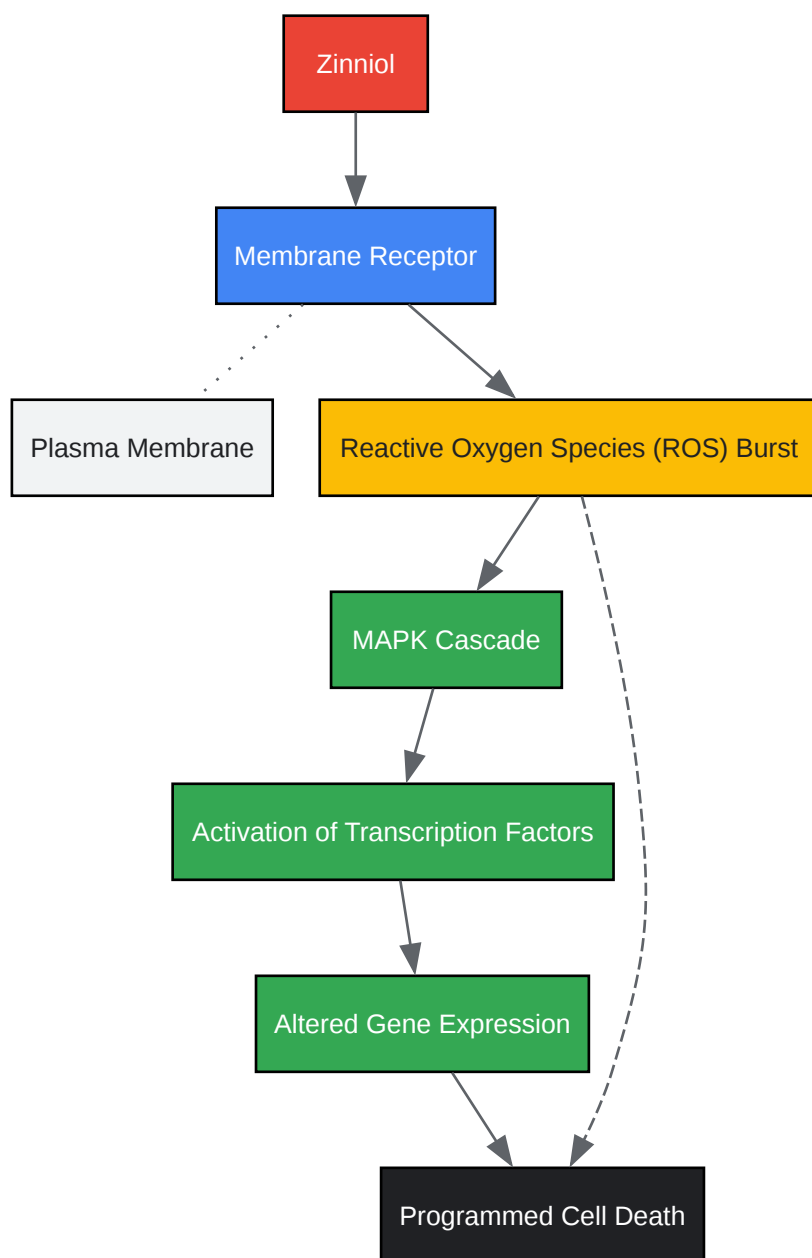 Zinniol
Membrane Receptor
Plasma Membrane
Reactive Oxygen Species (ROS) Burst
MAPK Cascade
Activation of Transcription Factors
Altered Gene Expression
Programmed Cell Death